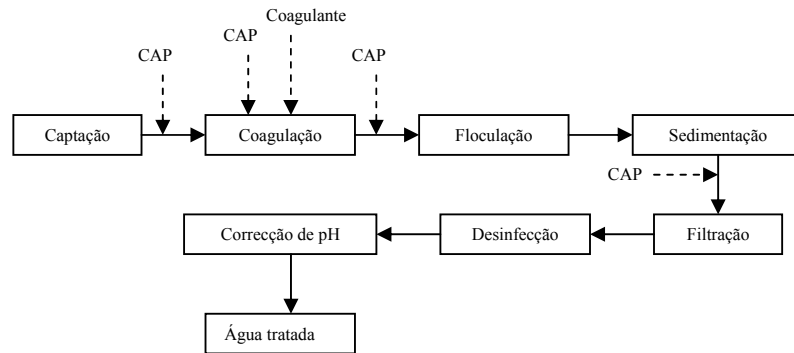 Coagulante
CAP
CAP
CAP
Captação
Coagulação
Floculação
Sedimentação
CAP
Correcção de pH
Desinfecção
Filtração
Água tratada